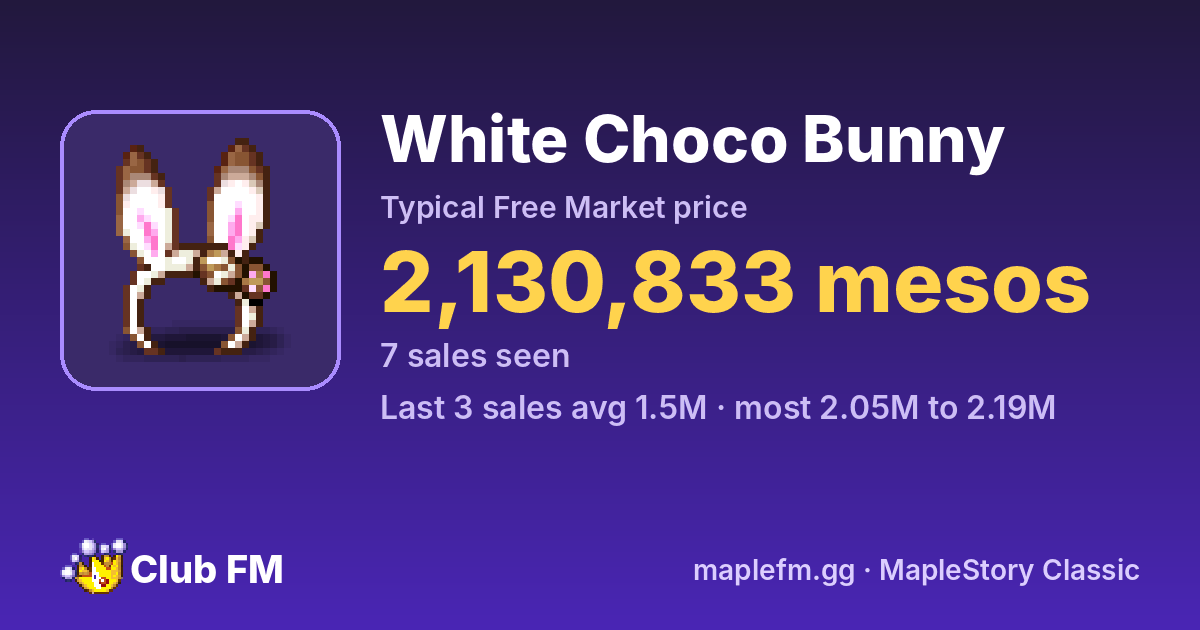 White Choco Bunny
Typical Free Market price
2,130,833 mesos
7 sales seen
Last 3 sales avg 1.5M · most 2.05M to 2.19M
Club FM
maplefm.gg · MapleStory Classic